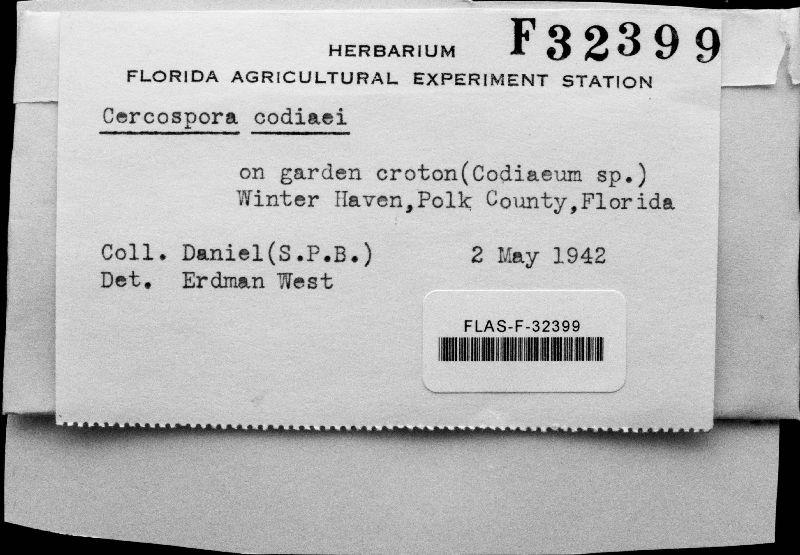 F32399
HERBARIUM
FLORIDA AGRICULTURAL EXPERIMENT STATION
Cercospora codiaei
on garden croton(Codiaeum sp.)
Winter Haven,Polk County,Florida
Coll. Daniel(S.P.B.) 2 May 1942
Det. Erdman West
FLAS-F-32399